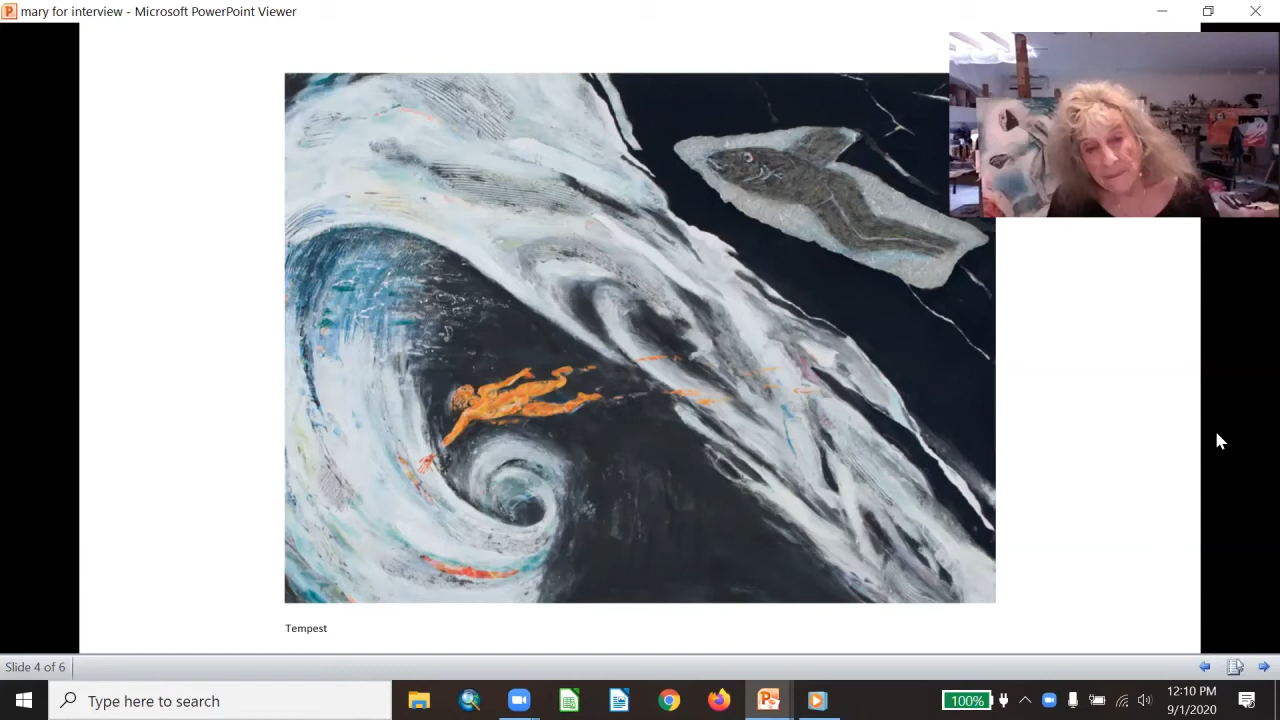 mary for interview - Microsoft PowerPoint Viewer
Tempest
Slide 4 of 6
Type here to search
100%
12:10 PM
9/1/2020